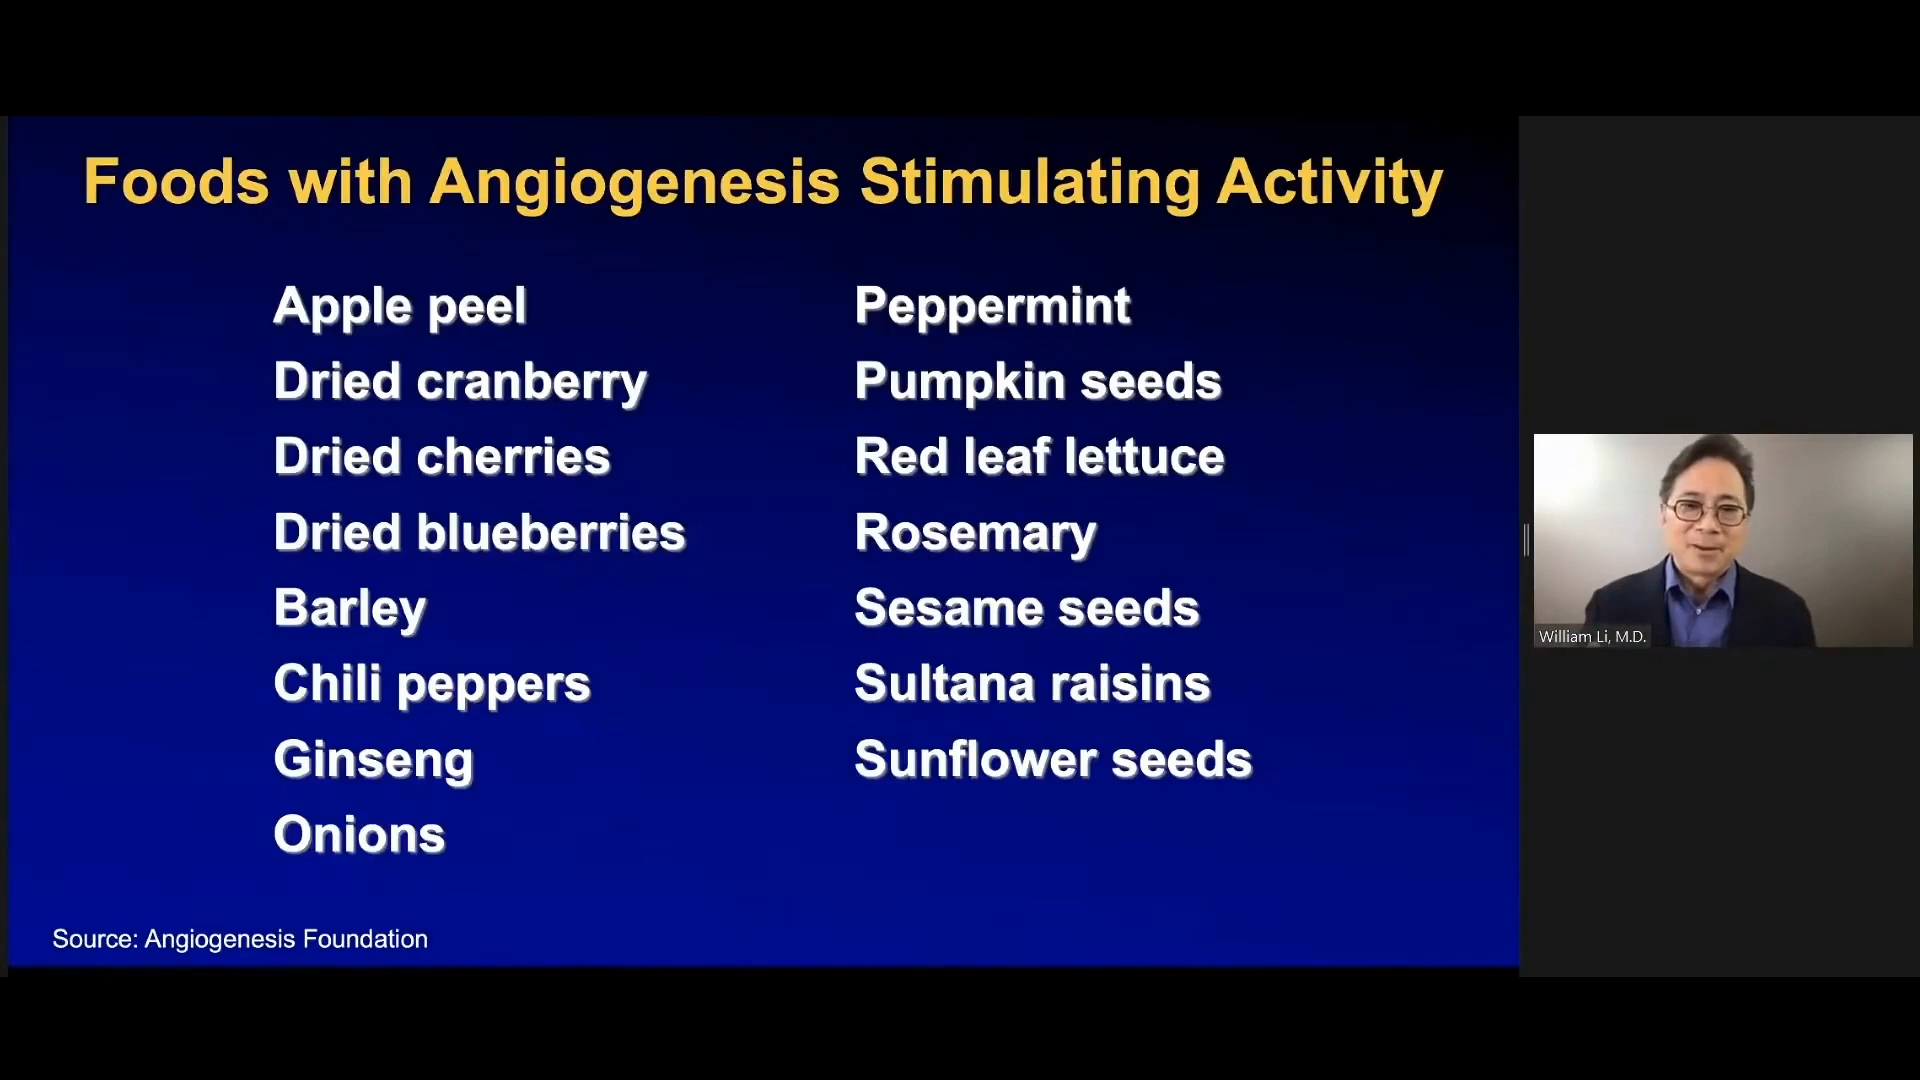 Foods with Angiogenesis Stimulating Activity
Apple peel
Dried cranberry
Dried cherries
Dried blueberries
Barley
Chili peppers
Ginseng
Onions
Peppermint
Pumpkin seeds
Red leaf lettuce
Rosemary
Sesame seeds
Sultana raisins
Sunflower seeds
Source: Angiogenesis Foundation
William Li, M.D.